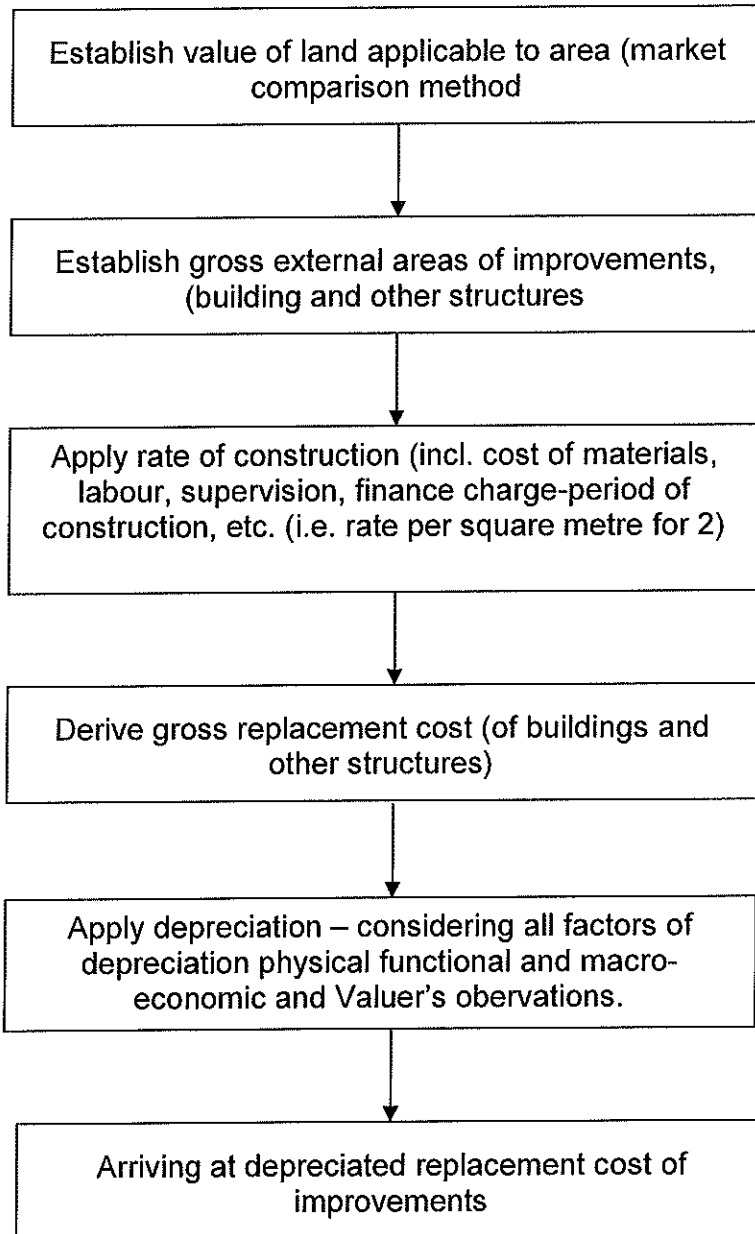 Establish value of land applicable to area (market
comparison method
Establish gross external areas of improvements,
(building and other structures
Apply rate of construction (incl. cost of materials,
labour, supervision, finance charge-period of
construction, etc. (i.e. rate per square metre for 2)
Derive gross replacement cost (of buildings and
other structures)
Apply depreciation – considering all factors of
depreciation physical functional and macro-
economic and Valuer's obervations.
Arriving at depreciated replacement cost of
improvements